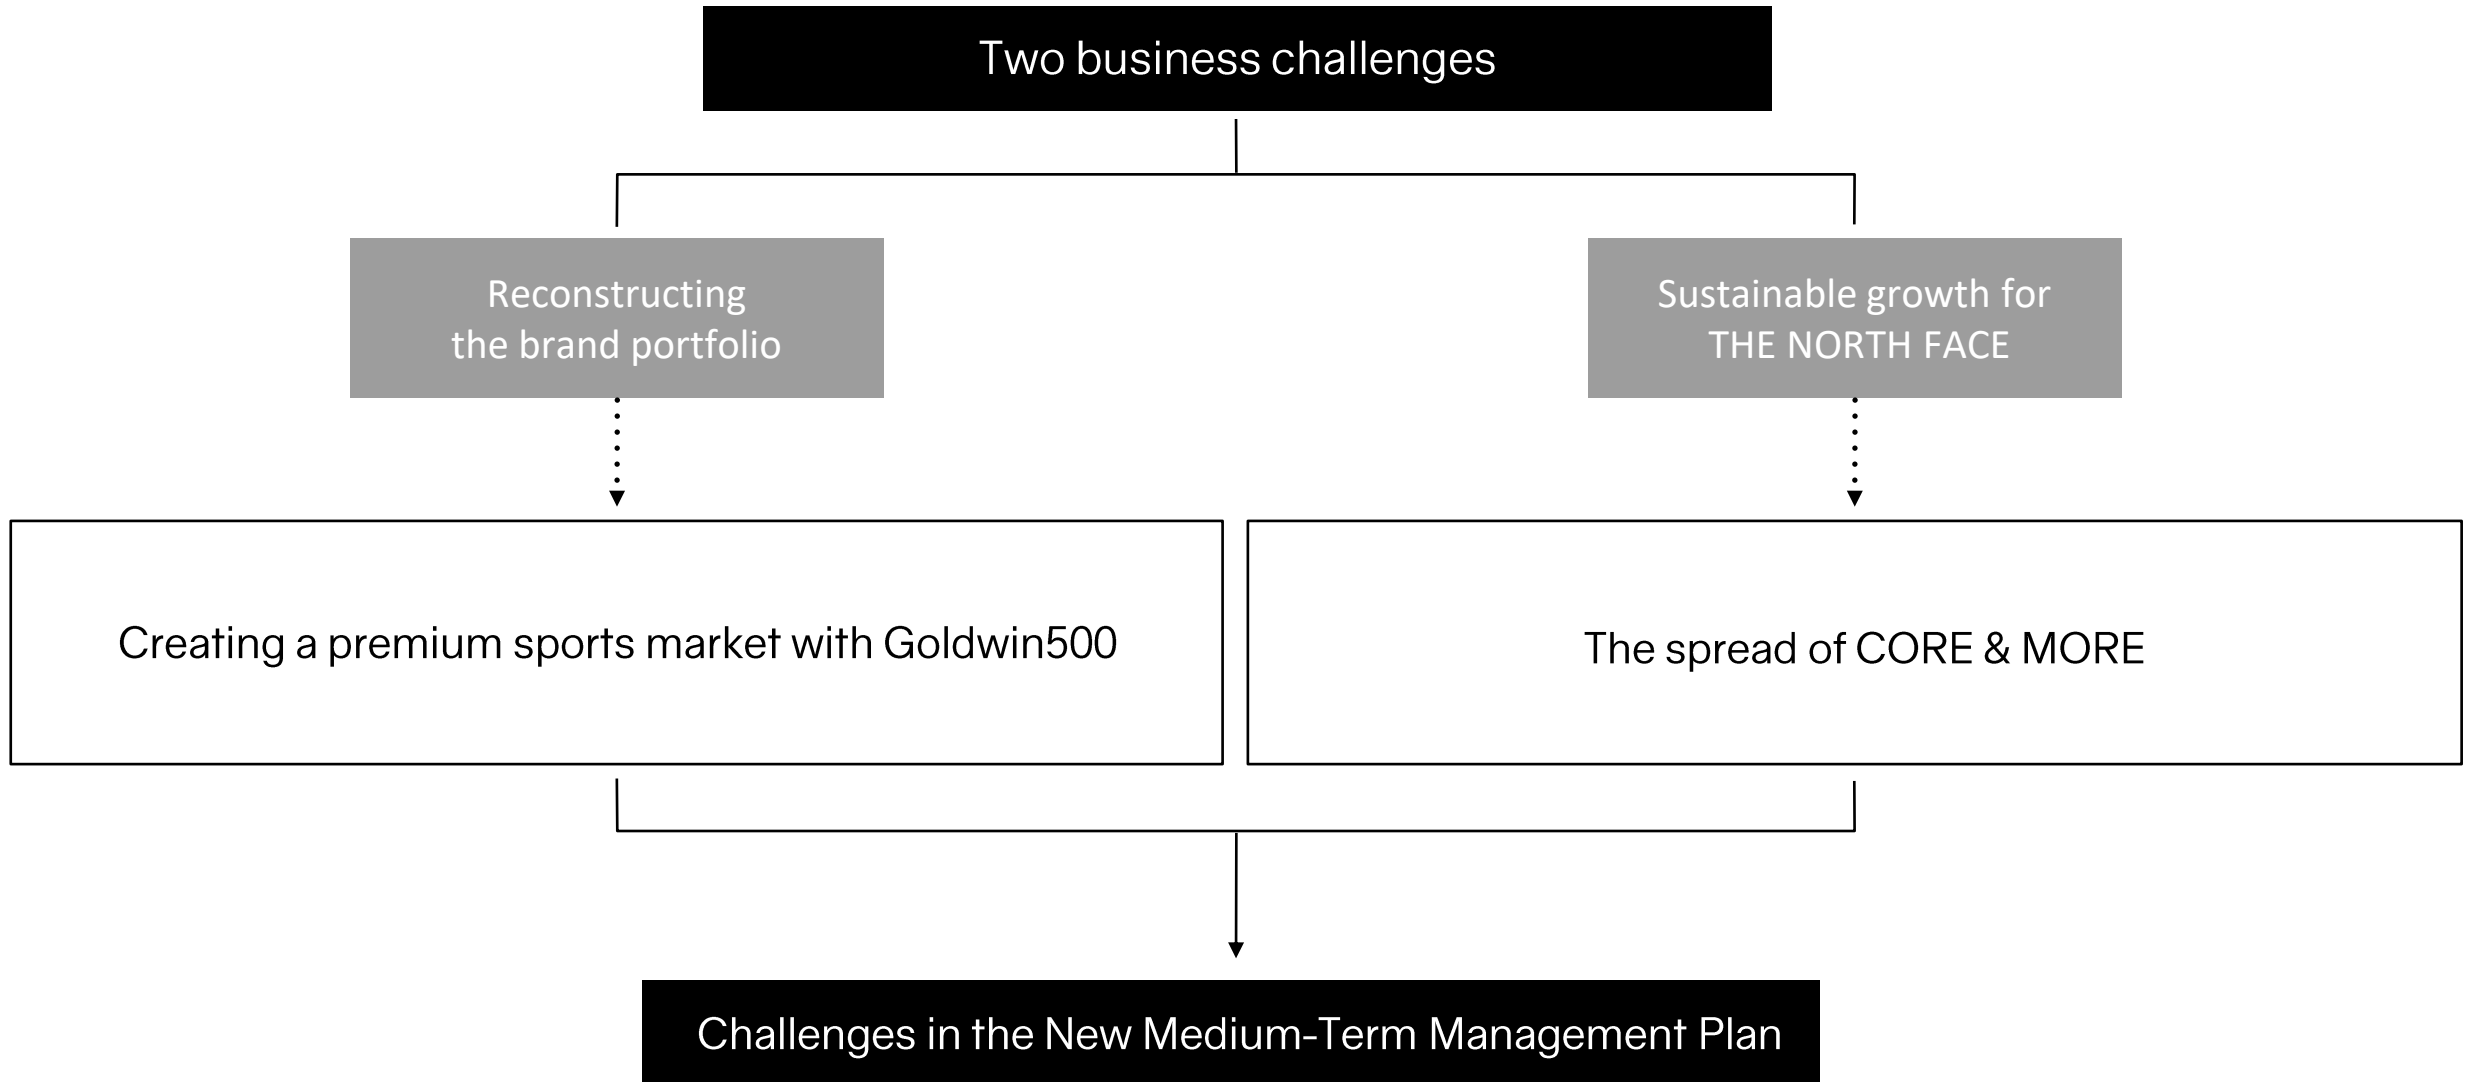 Two business challenges
Reconstructing
the brand portfolio
Sustainable growth for
THE NORTH FACE
Creating a premium sports market with Goldwin500
The spread of CORE & MORE
Challenges in the New Medium-Term Management Plan